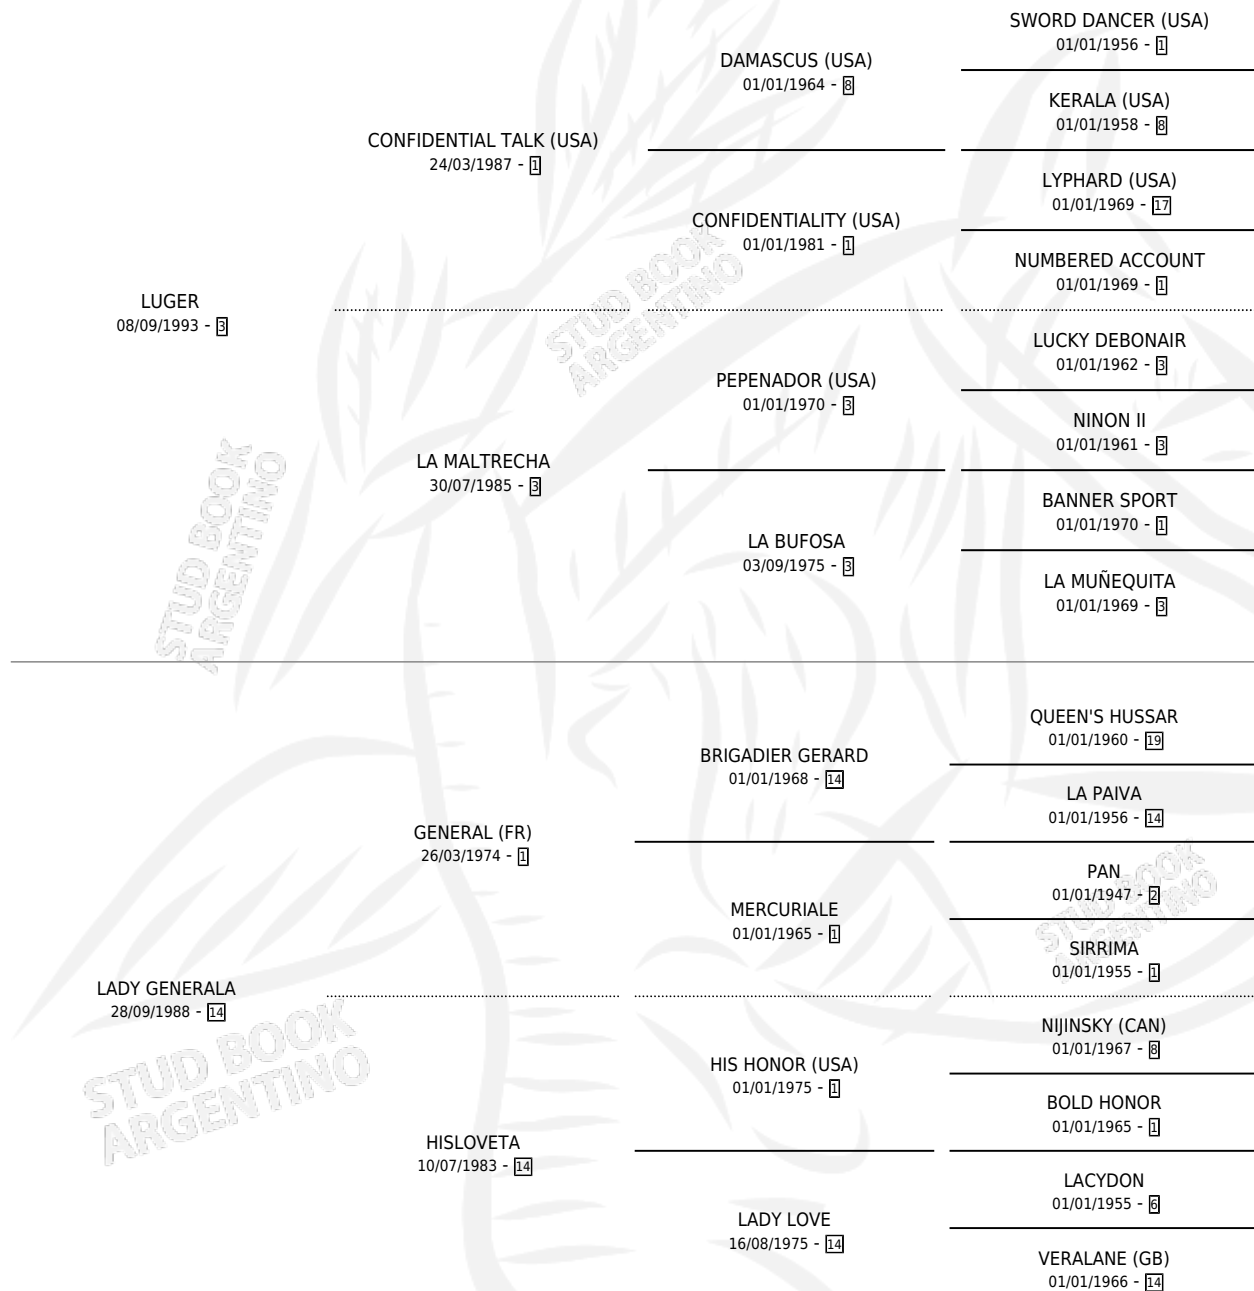 SWORD DANCER (USA)
01/01/1956 - 1
DAMASCUS (USA)
01/01/1964 - 8
KERALA (USA)
01/01/1958 - 8
CONFIDENTIAL TALK (USA)
24/03/1987 - 1
LYPHARD (USA)
01/01/1969 - 17
CONFIDENTIALITY (USA)
01/01/1981 - 1
NUMBERED ACCOUNT
01/01/1969 - 1
LUGER
08/09/1993 - 3
LUCKY DEBONAIR
01/01/1962 - 3
PEPENADOR (USA)
01/01/1970 - 3
NINON II
01/01/1961 - 3
LA MALTRECHA
30/07/1985 - 3
BANNER SPORT
01/01/1970 - 1
LA BUFOSA
03/09/1975 - 3
LA MUÑEQUITA
01/01/1969 - 3
QUEEN'S HUSSAR
01/01/1960 - 19
BRIGADIER GERARD
01/01/1968 - 14
LA PAIVA
01/01/1956 - 14
GENERAL (FR)
26/03/1974 - 1
PAN
01/01/1947 - 2
MERCURIALE
01/01/1965 - 1
SIRRIMA
01/01/1955 - 1
LADY GENERALA
28/09/1988 - 14
NIJINSKY (CAN)
01/01/1967 - 8
HIS HONOR (USA)
01/01/1975 - 1
BOLD HONOR
01/01/1965 - 1
HISLOVETA
10/07/1983 - 14
LACYDON
01/01/1955 - 6
LADY LOVE
16/08/1975 - 14
VERALANE (GB)
01/01/1966 - 14
STUD BOOK
ARGENTINO
STUD BOOK
ARGENTINO
STUD BOOK
ARGENTINO
STUD BOOK
ARGENTINO